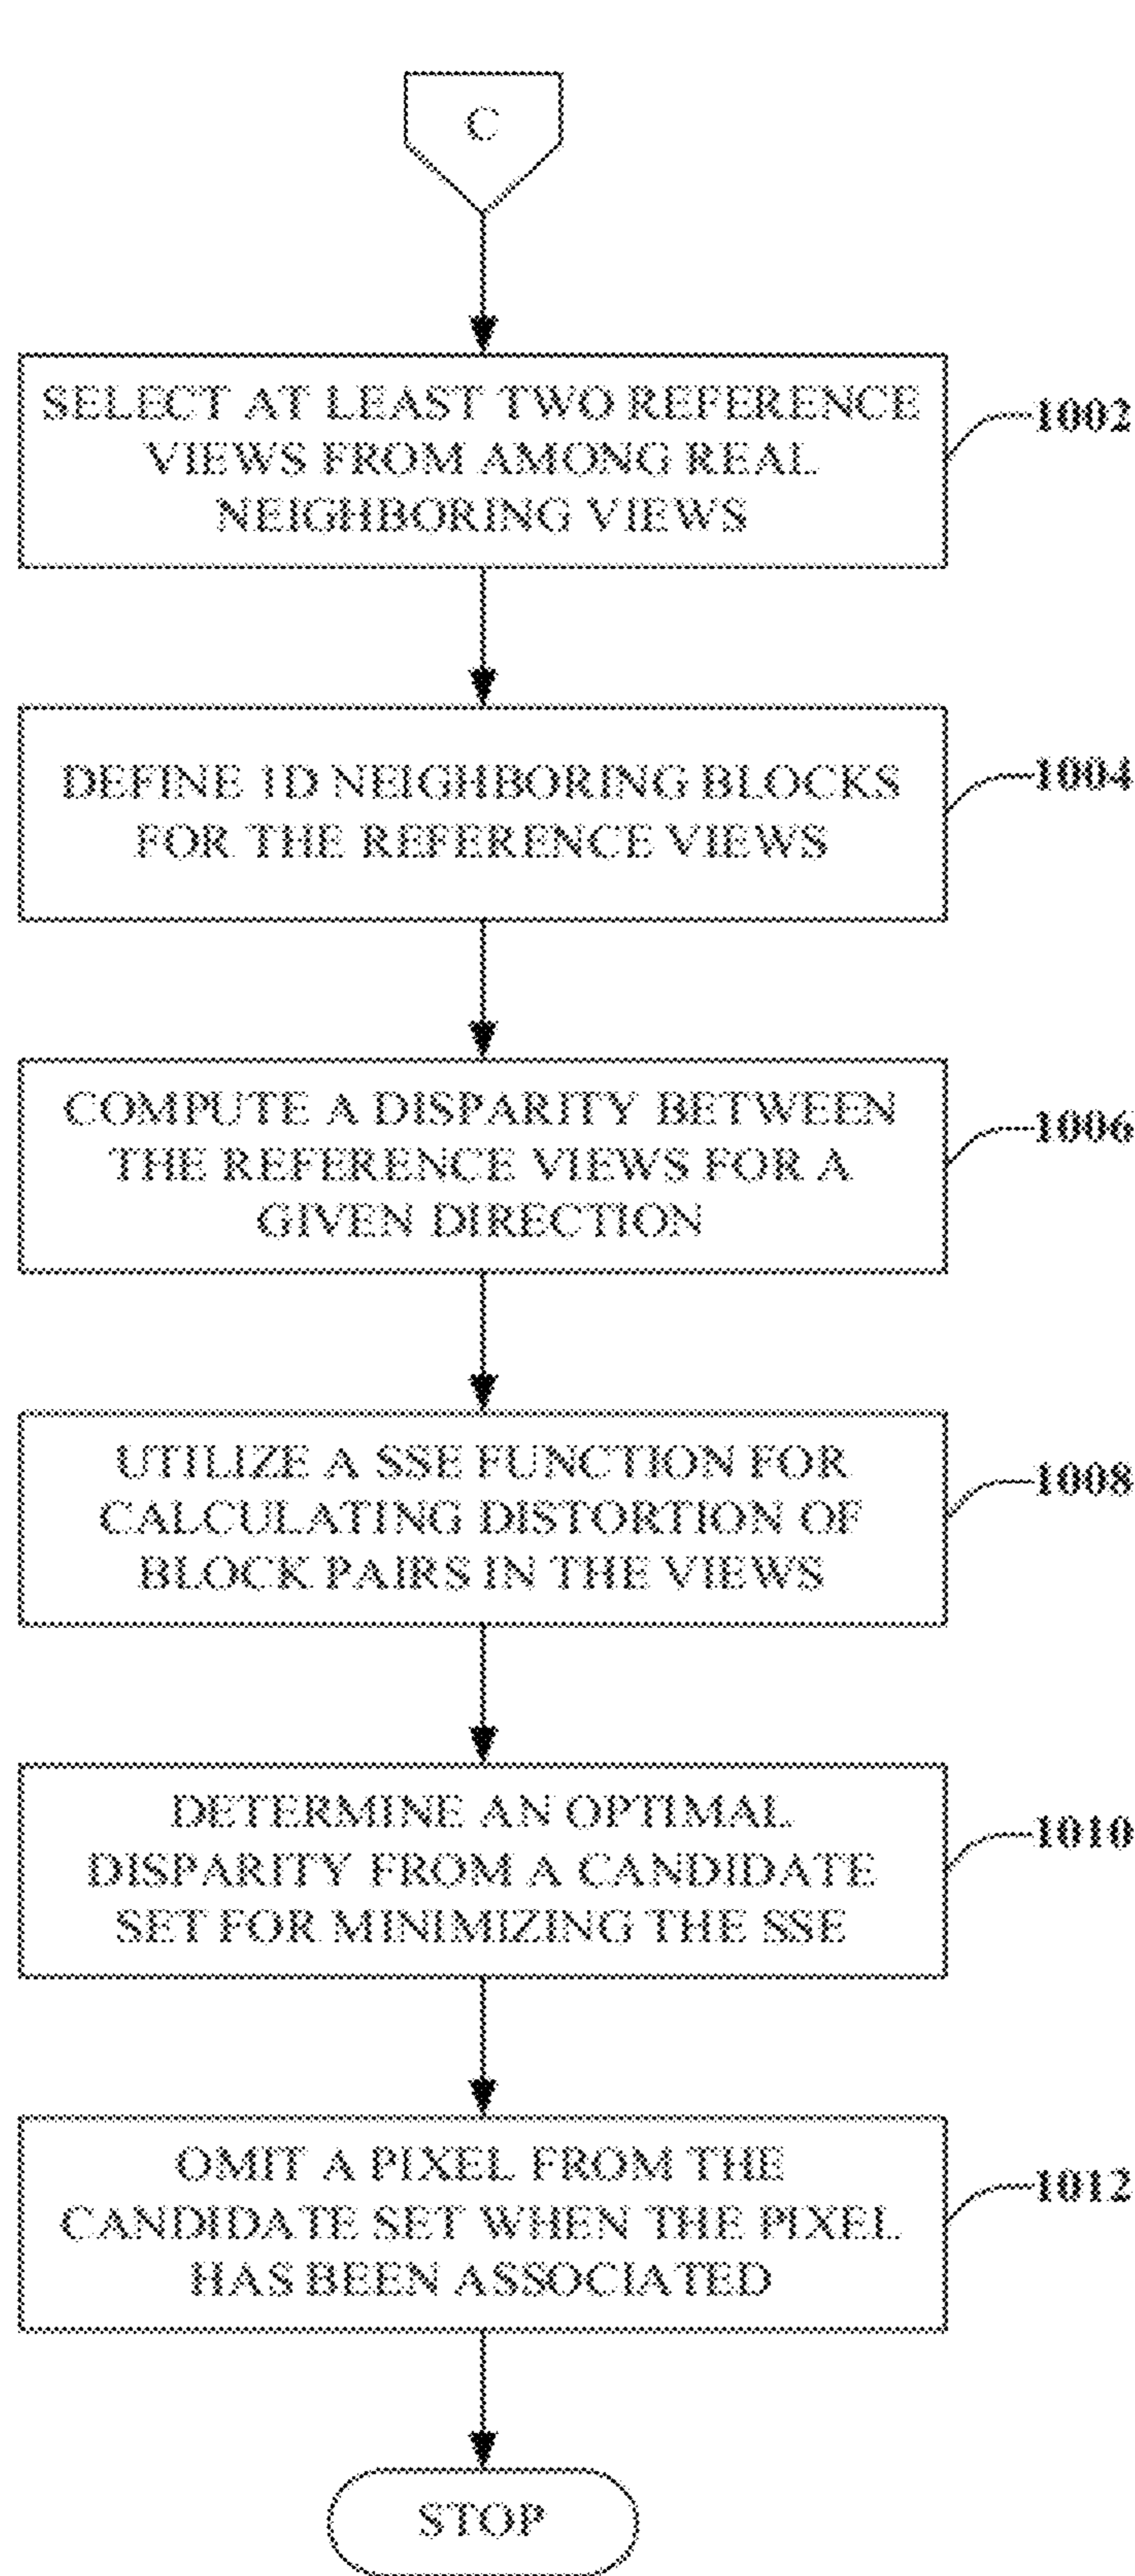 C
SELECT AT LEAST TWO REFERENCE
VIEWS FROM AMONG REAL
NEIGHBORING VIEWS
1002
DEFINE 1D NEIGHBORING BLOCKS
FOR THE REFERENCE VIEWS
1004
COMPUTE A DISPARITY BETWEEN
THE REFERENCE VIEWS FOR A
GIVEN DIRECTION
1006
UTILIZE A SSE FUNCTION FOR
CALCULATING DISTORTION OF
BLOCK PAIRS IN THE VIEWS
1008
DETERMINE AN OPTIMAL
DISPARITY FROM A CANDIDATE
SET FOR MINIMIZING THE SSE
1010
OMIT A PIXEL FROM THE
CANDIDATE SET WHEN THE PIXEL
HAS BEEN ASSOCIATED
1012
STOP